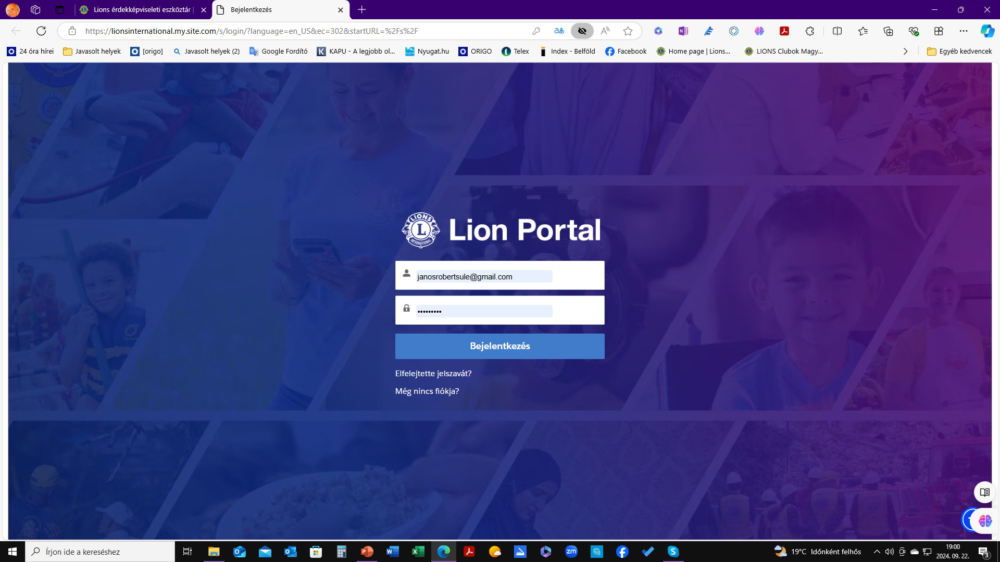 Lions érdekképviseleti eszköztár
Bejelentkezés
https://lionsinternational.my.site.com/s/login/?language=en_US&ec=302&startURL=%2Fs%2F
24 óra hírei
Javasolt helyek
[origo]
Javasolt helyek (2)
Google Fordító
KAPU - A legjobb ol...
Nyugat.hu
ORIGO
Telex
Index - Belföld
Facebook
Home page | Lions...
LIONS Clubok Magy...
Egyéb kedvencek
LIONS
L
INTERNATIONAL
Lion Portal
janosrobertsule@gmail.com
•••••••••
Bejelentkezés
Elfelejtette jelszavát?
Még nincs fiókja?
Írjon ide a kereséshez
19°C Időnként felhős
19:00
2024. 09. 22.
3